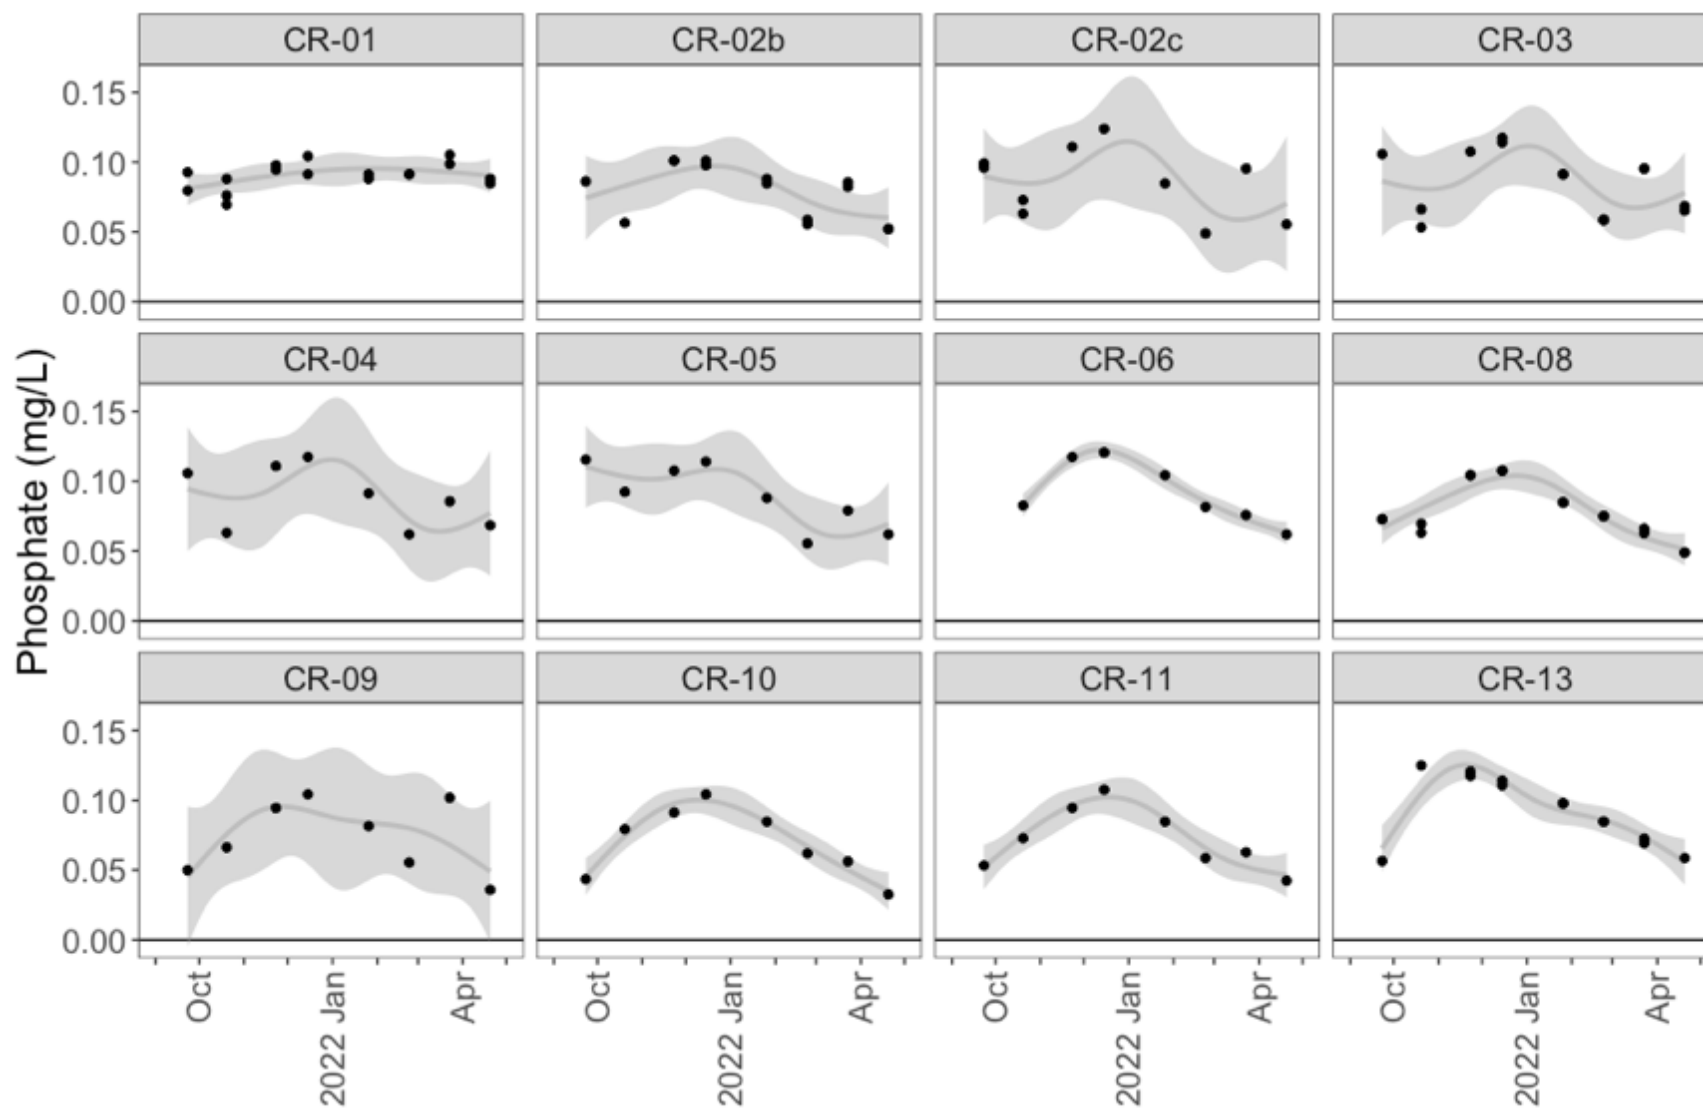 CR-01 CR-02b CR-02c CR-03
0.15
0.10
0.05
0.00
CR-04 CR-05 CR-06 CR-08
0.15
0.10
0.05
0.00
CR-09 CR-10 CR-11 CR-13
0.15
0.10
0.05
0.00
Phosphate (mg/L)
Oct 2022 Jan Apr Oct 2022 Jan Apr Oct 2022 Jan Apr Oct 2022 Jan Apr